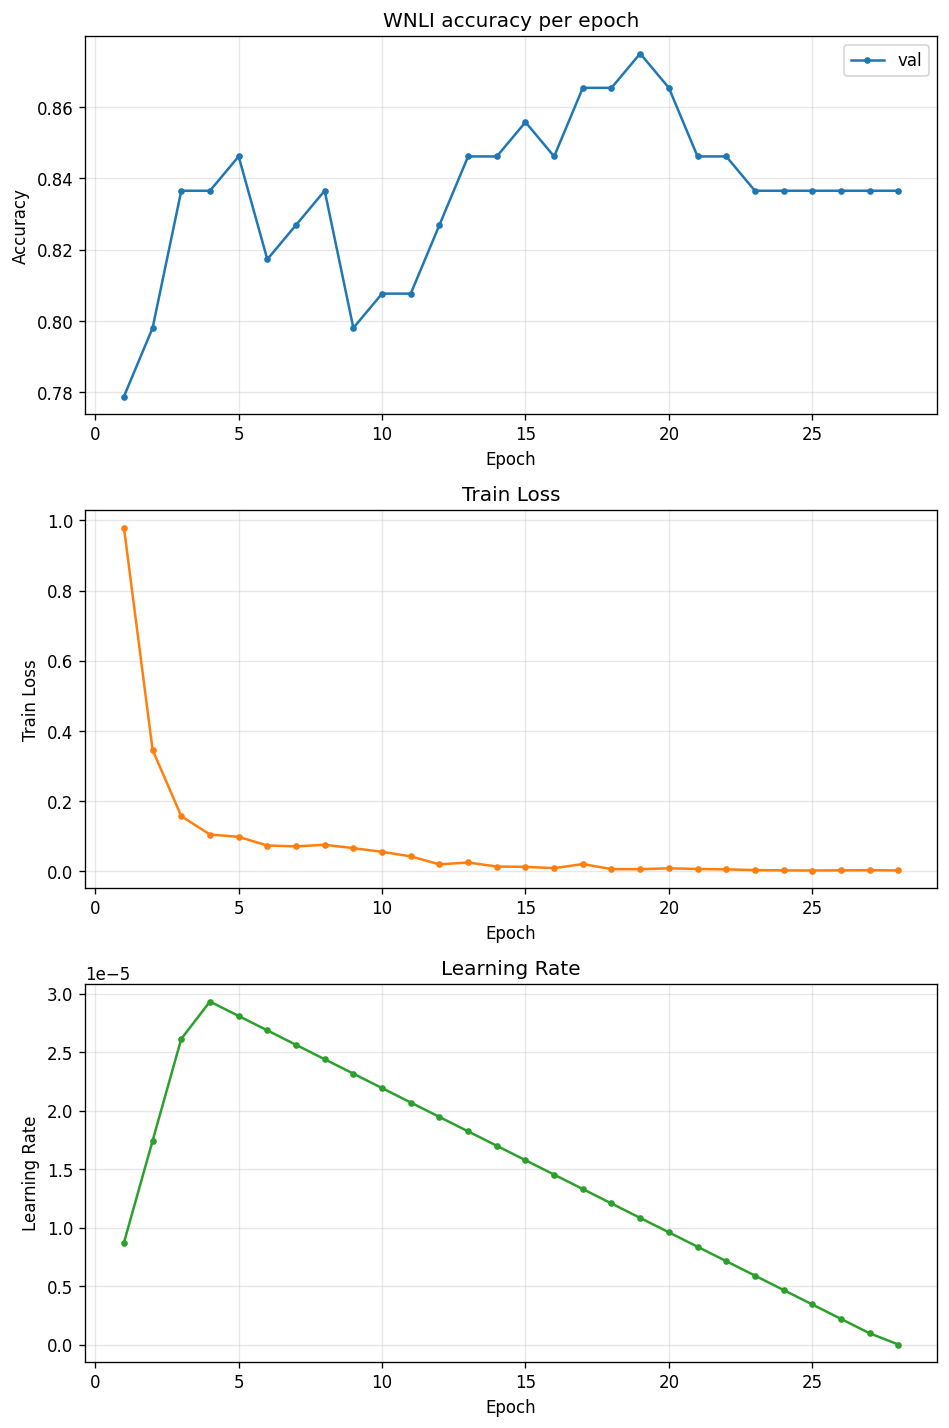 WNLI accuracy per epoch
val
Accuracy
0.86
0.84
0.82
0.80
0.78
0 5 10 15 20 25
Epoch
Train Loss
Train Loss
1.0
0.8
0.6
0.4
0.2
0.0
0 5 10 15 20 25
Epoch
Learning Rate
1e−5
Learning Rate
3.0
2.5
2.0
1.5
1.0
0.5
0.0
0 5 10 15 20 25
Epoch